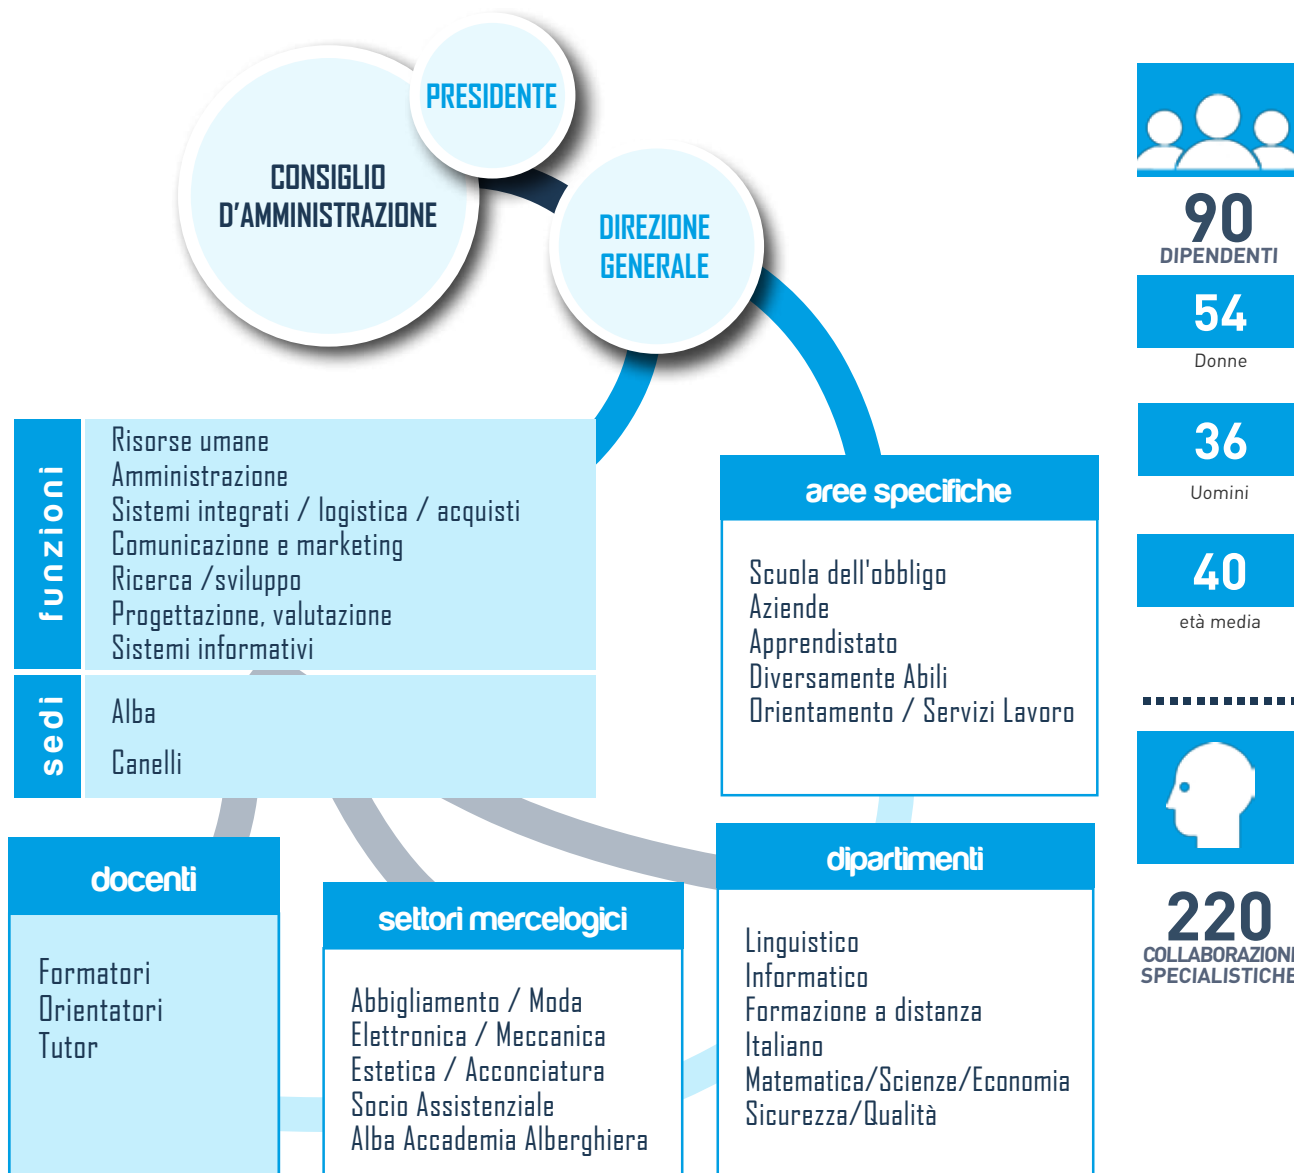 PRESIDENTE
CONSIGLIO
D'AMMINISTRAZIONE
DIREZIONE
GENERALE
funzioni
Risorse umane
Amministrazione
Sistemi integrati / logistica / acquisti
Comunicazione e marketing
Ricerca /sviluppo
Progettazione, valutazione
Sistemi informativi
sedi
Alba
Canelli
aree specifiche
Scuola dell'obbligo
Aziende
Apprendistato
Diversamente Abili
Orientamento / Servizi Lavoro
docenti
Formatori
Orientatori
Tutor
settori mercelogici
Abbigliamento / Moda
Elettronica / Meccanica
Estetica / Acconciatura
Socio Assistenziale
Alba Accademia Alberghiera
dipartimenti
Linguistico
Informatico
Formazione a distanza
Italiano
Matematica/Scienze/Economia
Sicurezza/Qualità
90
DIPENDENTI
54
Donne
36
Uomini
40
età media
220
COLLABORAZIONI
SPECIALISTICHE